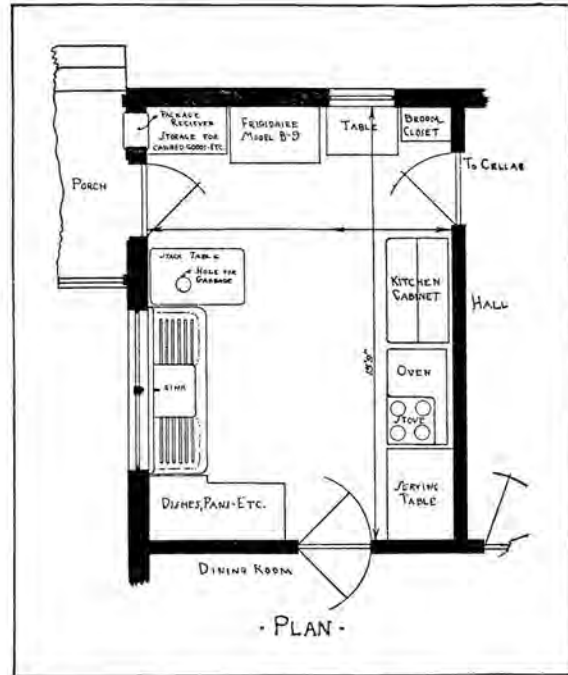 PACKAGE
RECIEVER
STORAGE FOR
CANNED-GOODS-ETC.
FRIGIDAIRE
MODEL B-9
TABLE
BROOM
CLOSET
TO CELLAR
PORCH
STACK TABLE
HOLE FOR
GARBAGE
KITCHEN
CABINET
HALL
SINK
OVEN
STOVE
DISHES, PANS-ETC.
SERVING
TABLE
DINING ROOM
- PLAN -